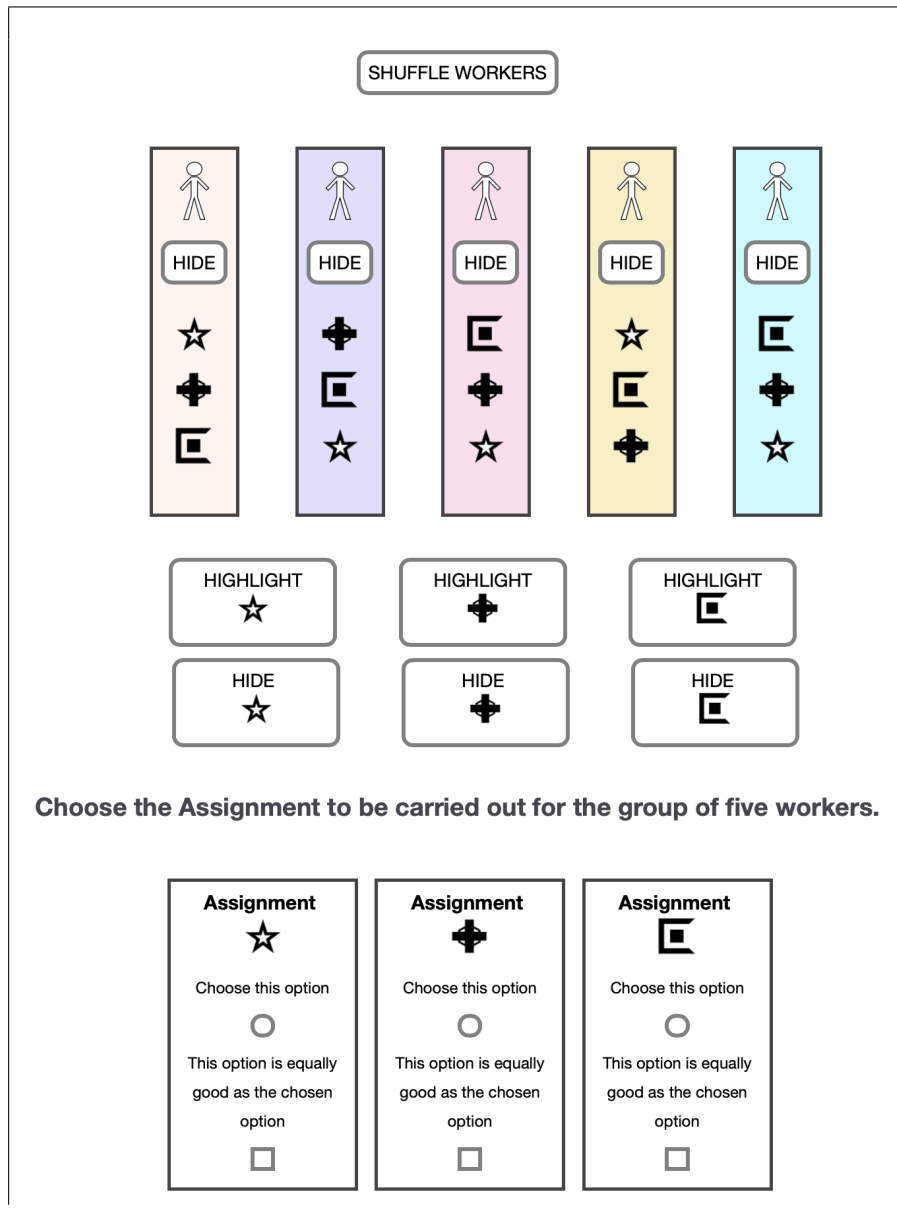 SHUFFLE WORKERS
HIDE HIDE HIDE HIDE HIDE
HIGHLIGHT HIGHLIGHT HIGHLIGHT
HIDE HIDE HIDE
Choose the Assignment to be carried out for the group of five workers.
Assignment Assignment Assignment
Choose this option Choose this option Choose this option
This option is equally This option is equally This option is equally
good as the chosen good as the chosen good as the chosen
option option option